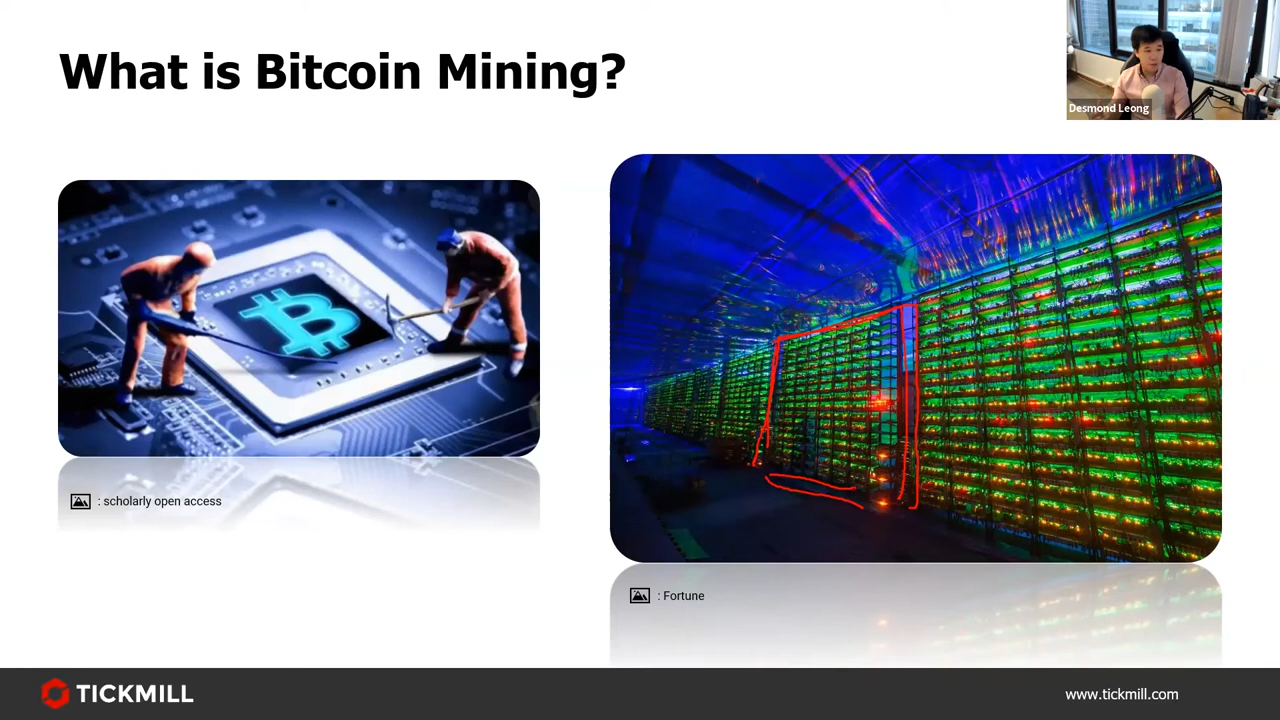 What is Bitcoin Mining?
Desmond Leong
: scholarly open access
: Fortune
TICKMILL
www.tickmill.com